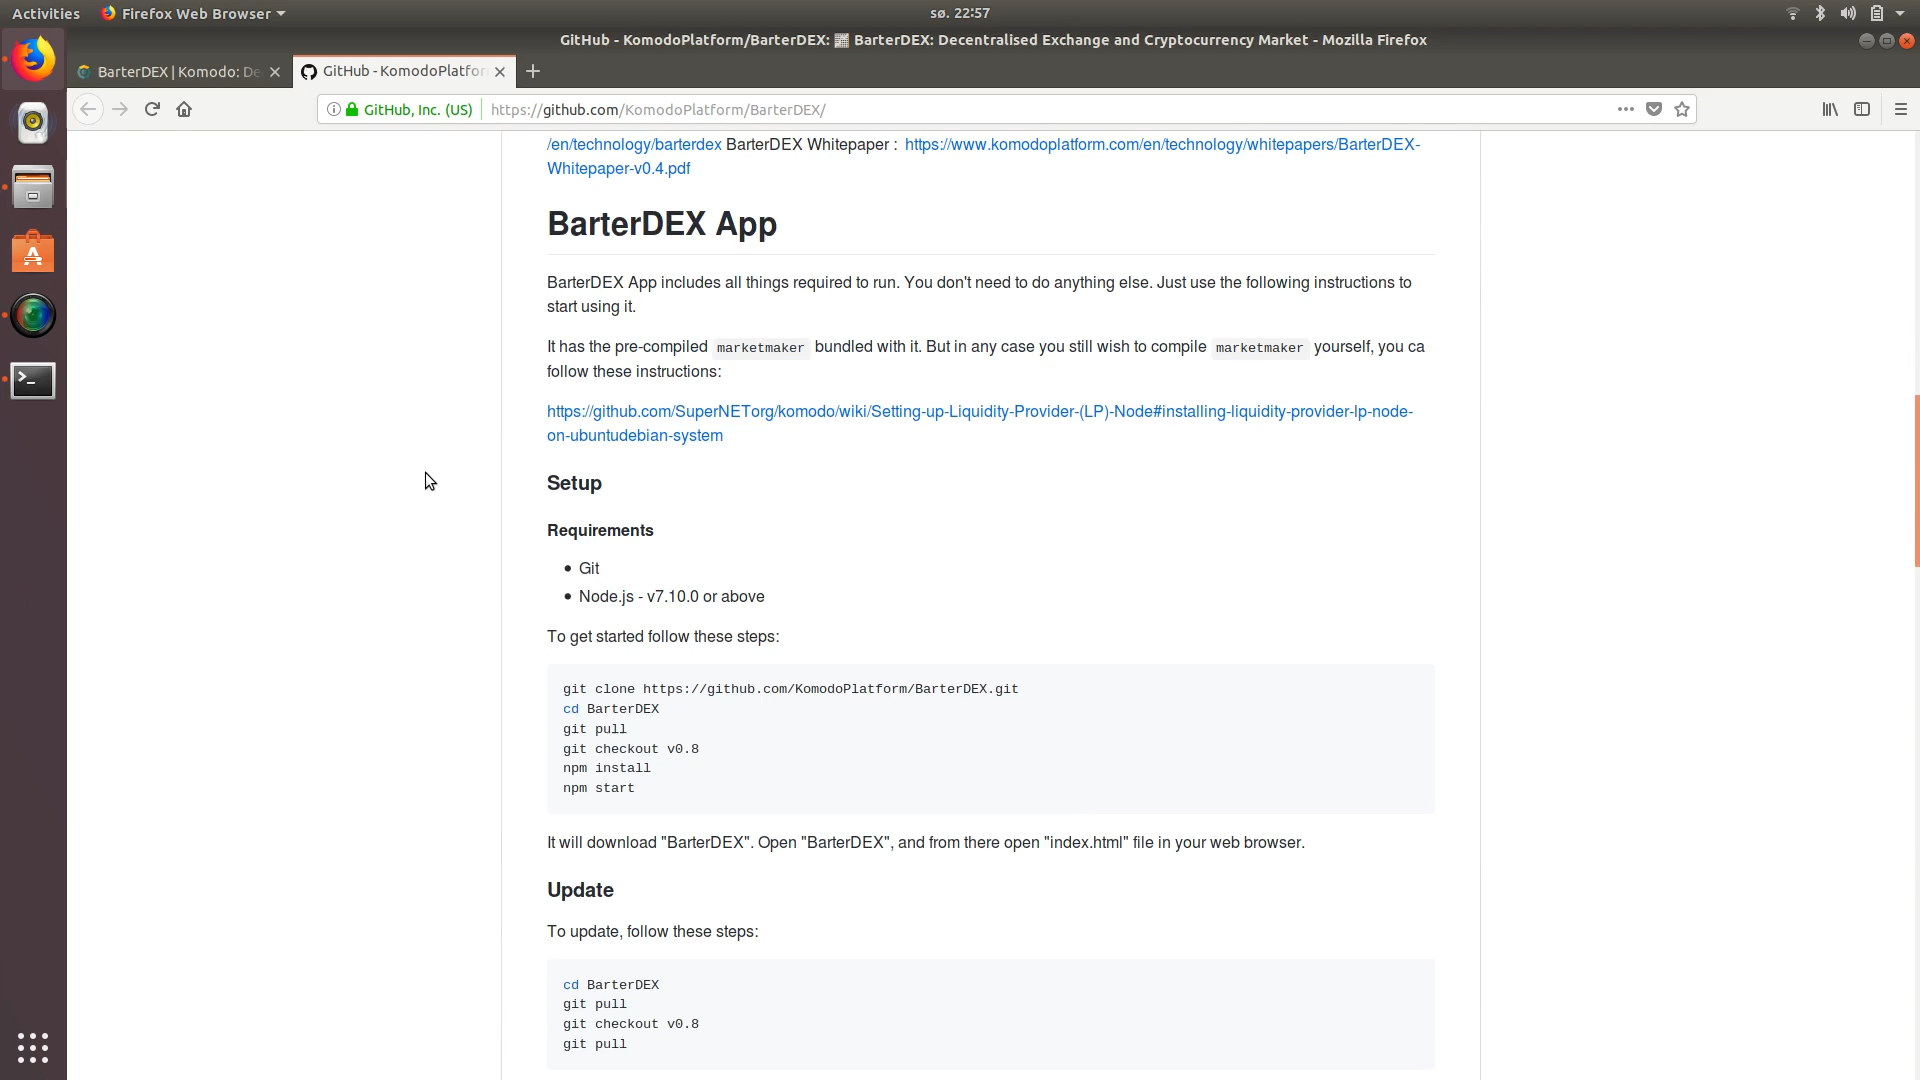 Activities Firefox Web Browser sø. 22:57
GitHub - KomodoPlatform/BarterDEX: BarterDEX: Decentralised Exchange and Cryptocurrency Market - Mozilla Firefox
BarterDEX | Komodo: De GitHub - KomodoPlatfor
GitHub, Inc. (US) https://github.com/KomodoPlatform/BarterDEX/
/en/technology/barterdex BarterDEX Whitepaper : https://www.komodoplatform.com/en/technology/whitepapers/BarterDEX-
Whitepaper-v0.4.pdf
BarterDEX App
BarterDEX App includes all things required to run. You don't need to do anything else. Just use the following instructions to
start using it.
It has the pre-compiled marketmaker bundled with it. But in any case you still wish to compile marketmaker yourself, you ca
follow these instructions:
https://github.com/SuperNETorg/komodo/wiki/Setting-up-Liquidity-Provider-(LP)-Node#installing-liquidity-provider-lp-node-
on-ubuntudebian-system
Setup
Requirements
• Git
• Node.js - v7.10.0 or above
To get started follow these steps:
git clone https://github.com/KomodoPlatform/BarterDEX.git
cd BarterDEX
git pull
git checkout v0.8
npm install
npm start
It will download "BarterDEX". Open "BarterDEX", and from there open "index.html" file in your web browser.
Update
To update, follow these steps:
cd BarterDEX
git pull
git checkout v0.8
git pull